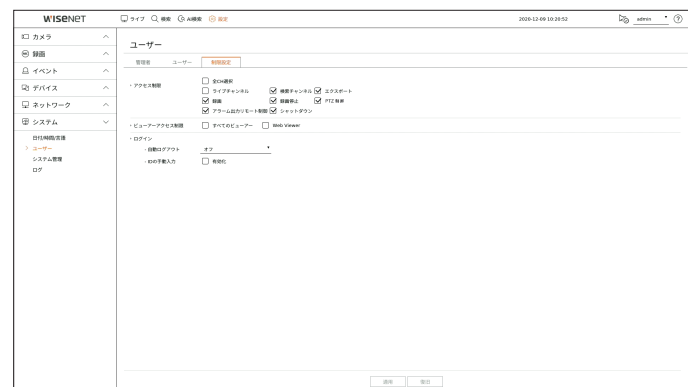 WISENET ライブ 検索 AI検索 設定 2020-12-09 10:20:52 admin
カメラ
録画
イベント
デバイス
ネットワーク
システム
日付/時間/言語
ユーザー
システム管理
ログ
ユーザー
管理者 ユーザー 制限設定
・アクセス制限 全CH選択
ライブチャンネル 検索チャンネル エクスポート
録画 録画停止 PTZ 制御
アラーム出力リモート制御 シャットダウン
・ビューアーアクセス制限 すべてのビューアー Web Viewer
・ログイン
- 自動ログアウト オフ
- IDの手動入力 有効化
適用 復旧